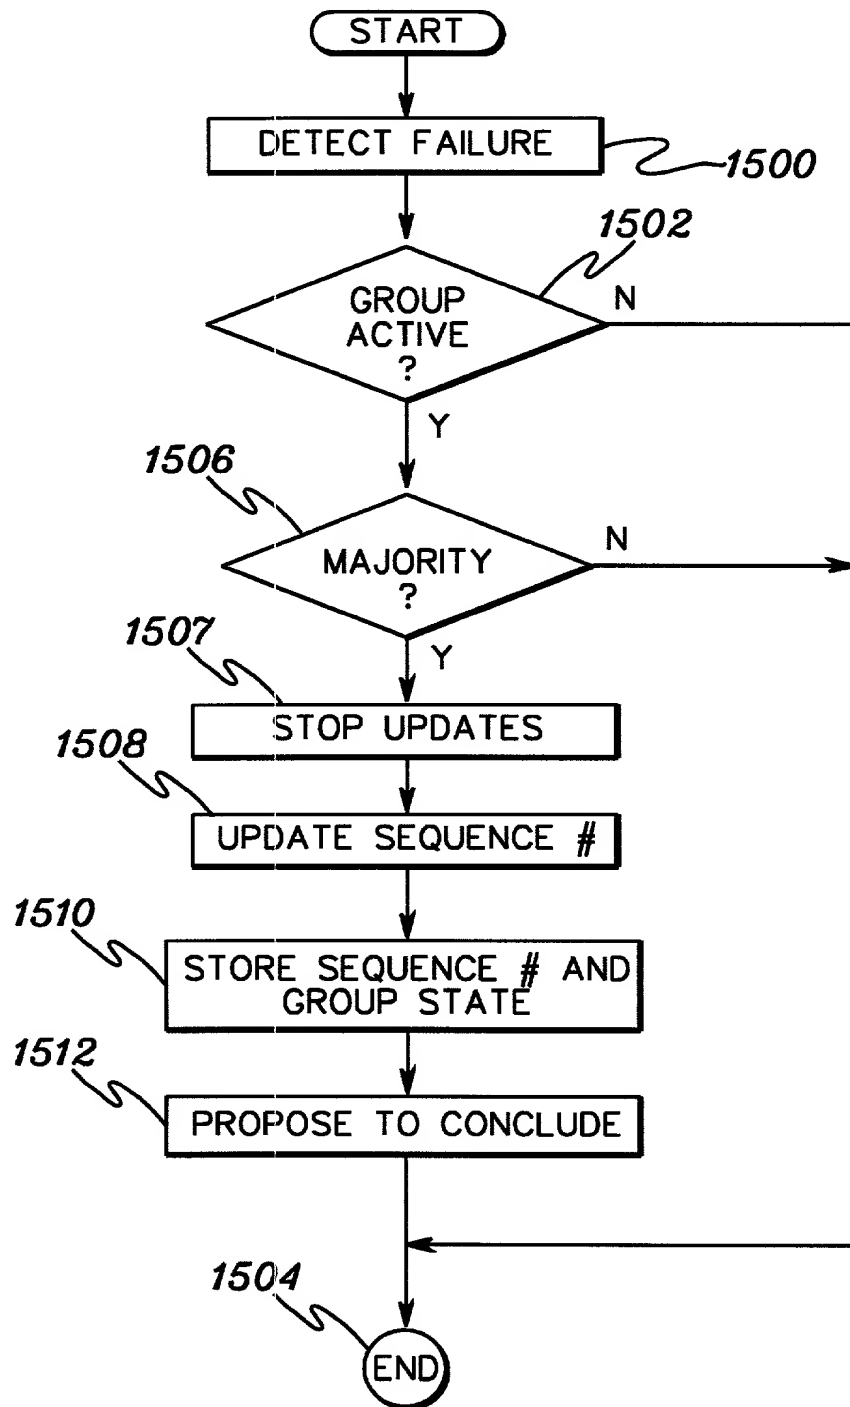 START
DETECT FAILURE
1500
1502
GROUP
ACTIVE
?
N
Y
1506
MAJORITY
?
N
Y
1507
STOP UPDATES
1508
UPDATE SEQUENCE #
1510
STORE SEQUENCE # AND
GROUP STATE
1512
PROPOSE TO CONCLUDE
1504
END